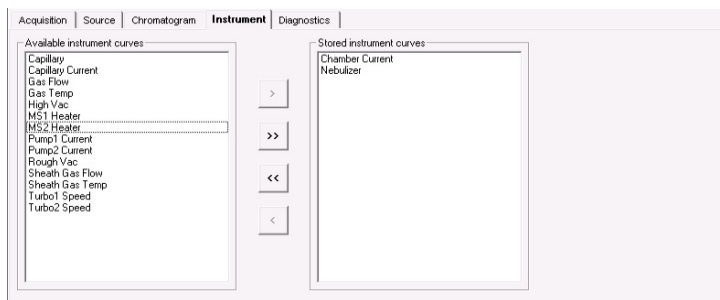 Acquisition Source Chromatogram Instrument Diagnostics
Available instrument curves
Capillary
Capillary Current
Gas Flow
Gas Temp
High Vac
MS1 Heater
MS2 Heater
Pump1 Current
Pump2 Current
Rough Vac
Sheath Gas Flow
Sheath Gas Temp
Turbo1 Speed
Turbo2 Speed
>
>>
<<
<
Stored instrument curves
Chamber Current
Nebulizer